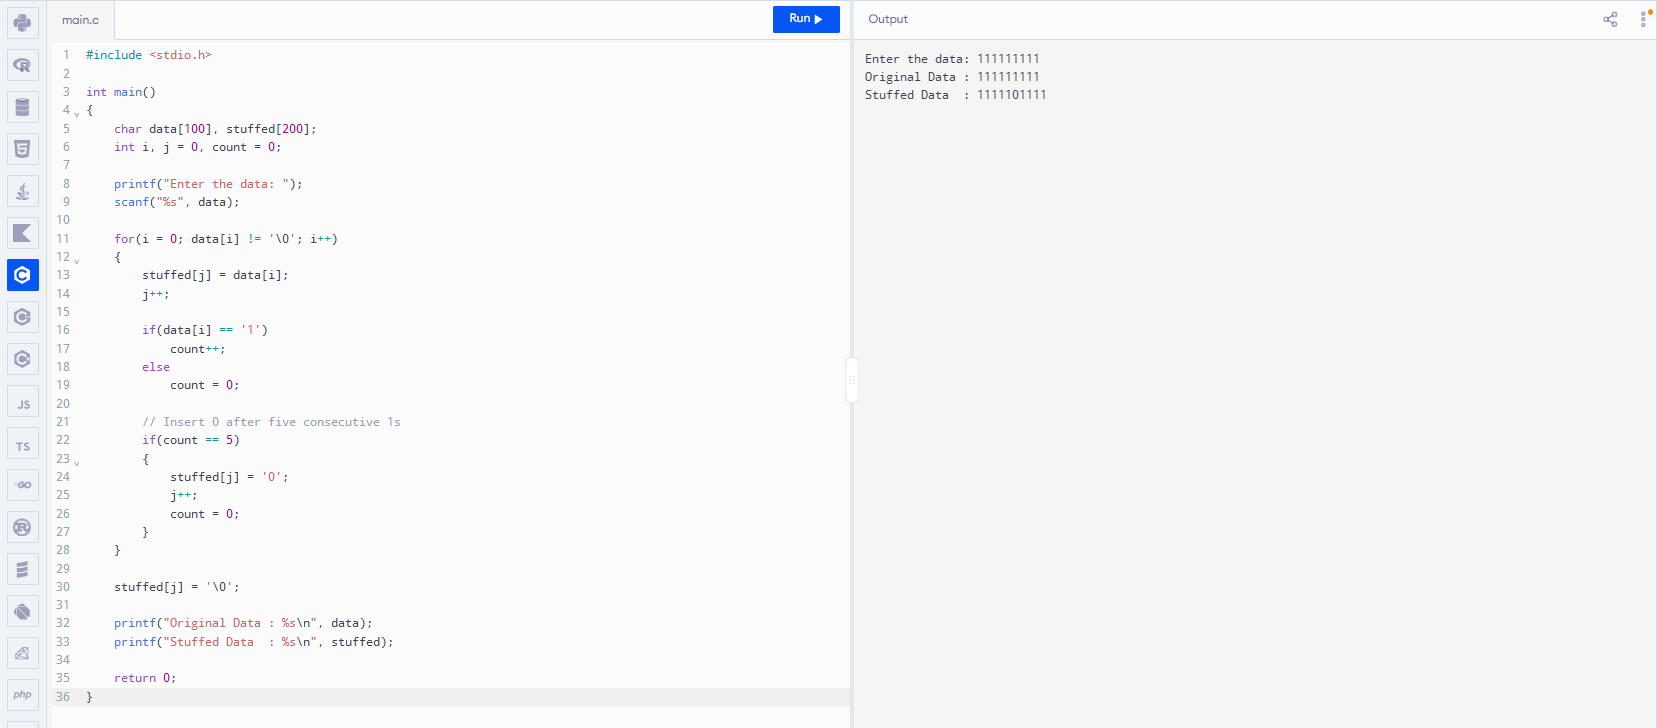 main.c
Run
#include <stdio.h>
int main()
{
    char data[100], stuffed[200];
    int i, j = 0, count = 0;
    printf("Enter the data: ");
    scanf("%s", data);
    for(i = 0; data[i] != '\0'; i++)
    {
        stuffed[j] = data[i];
        j++;
        if(data[i] == '1')
            count++;
        else
            count = 0;
        // Insert 0 after five consecutive 1s
        if(count == 5)
        {
            stuffed[j] = '0';
            j++;
            count = 0;
        }
    }
    stuffed[j] = '\0';
    printf("Original Data : %s\n", data);
    printf("Stuffed Data  : %s\n", stuffed);
    return 0;
}
1
2
3
4
5
6
7
8
9
10
11
12
13
14
15
16
17
18
19
20
21
22
23
24
25
26
27
28
29
30
31
32
33
34
35
36
JS
TS
GO
php
Output
Enter the data: 111111111
Original Data : 111111111
Stuffed Data  : 1111101111